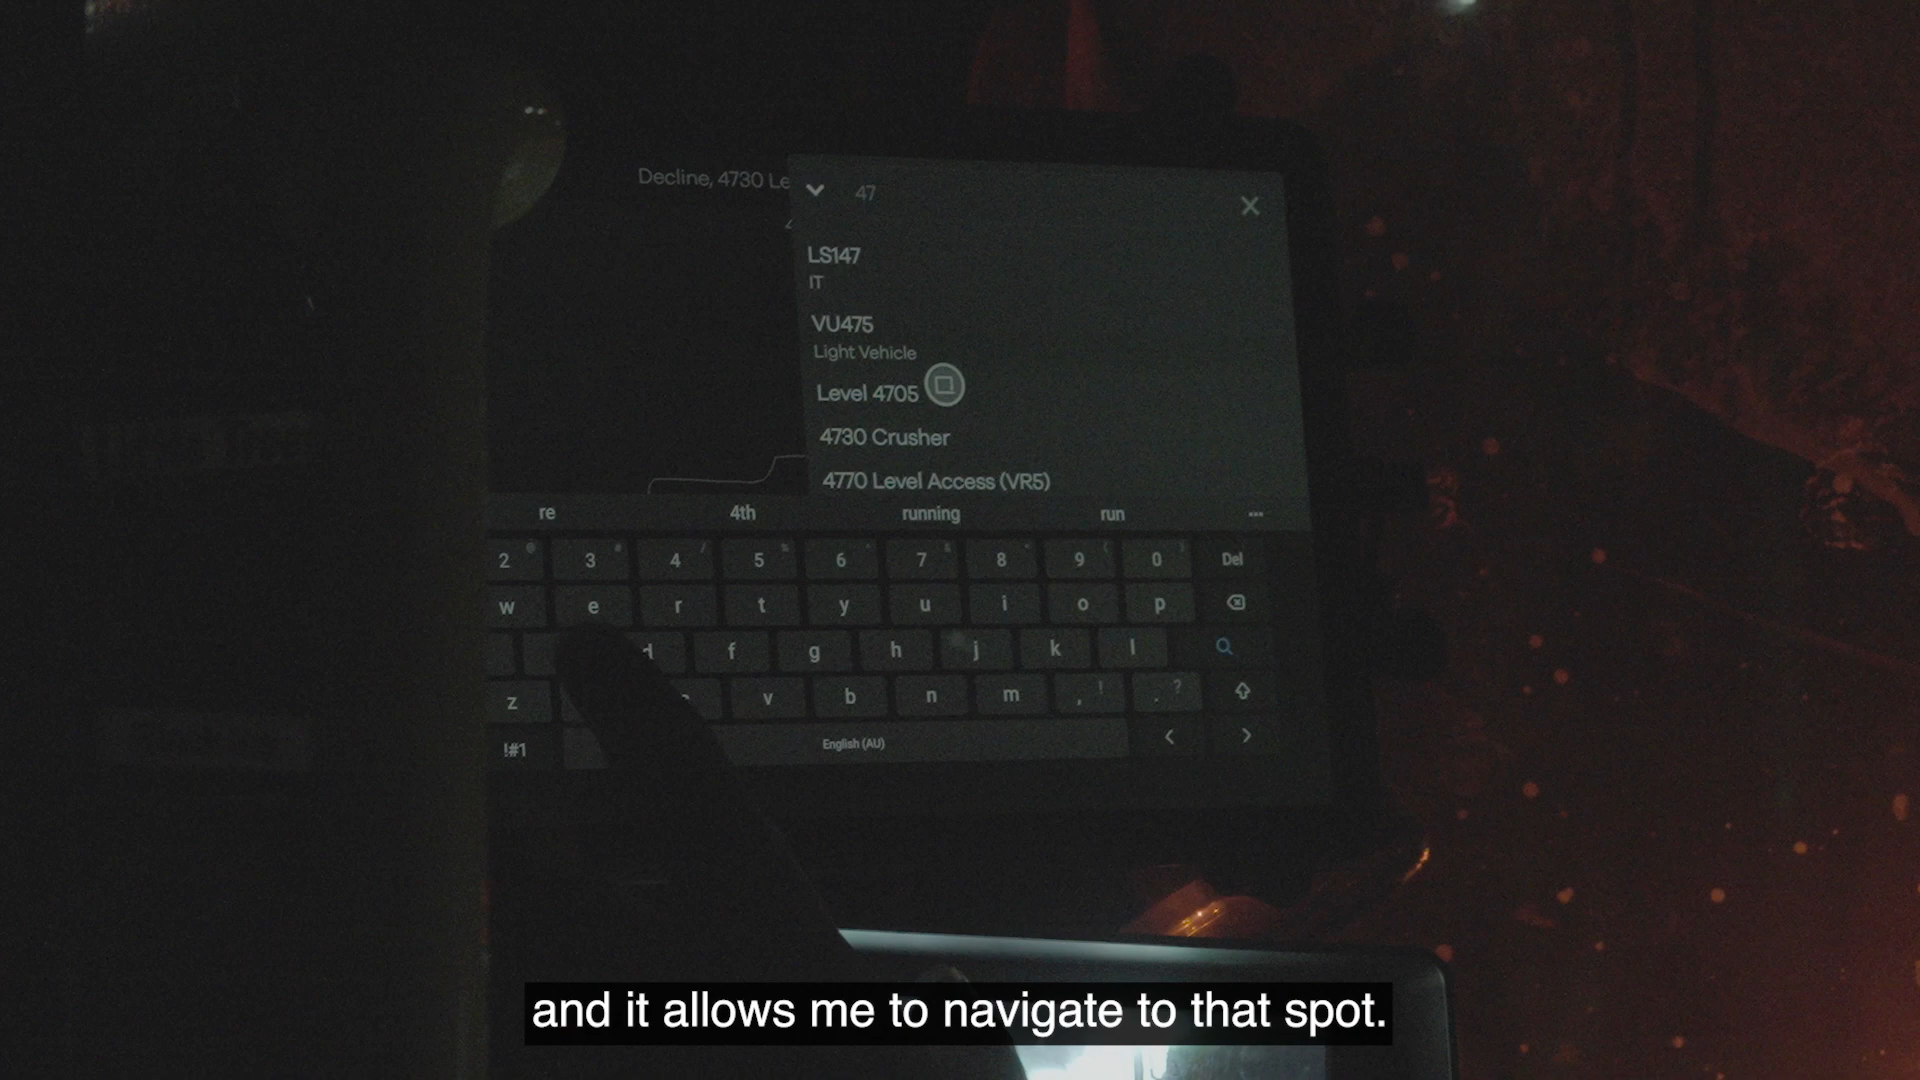 Decline, 4730 Le
47
LS147
IT
VU475
Light Vehicle
Level 4705
4730 Crusher
4770 Level Access (VR5)
re 4th running run ...
2 3 4 5 6 7 8 9 0 Del
w e r t y u i o p
d f g h j k l
z v b n m , ! . ?
!#1 English (AU) < >
and it allows me to navigate to that spot.